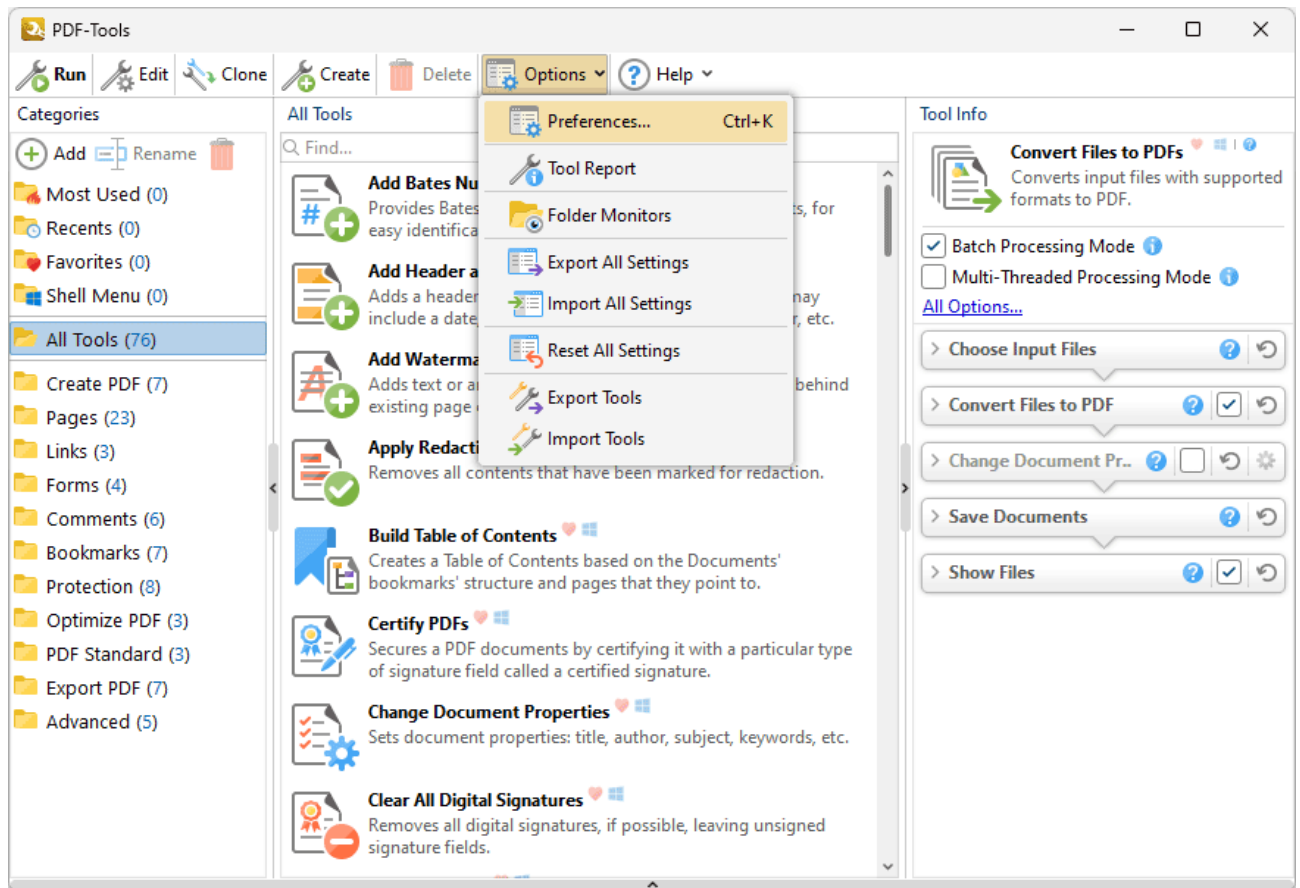 PDF-Tools
Run Edit Clone Create Delete Options Help
Categories
Add Rename
Most Used (0)
Recents (0)
Favorites (0)
Shell Menu (0)
All Tools (76)
Create PDF (7)
Pages (23)
Links (3)
Forms (4)
Comments (6)
Bookmarks (7)
Protection (8)
Optimize PDF (3)
PDF Standard (3)
Export PDF (7)
Advanced (5)
All Tools
Find...
Add Bates Nu
Provides Bates
ts, for
easy identifica
Add Header a
Adds a header
may
include a date,
r, etc.
Add Waterma
Adds text or a
behind
existing page
Apply Redacti
Removes all contents that have been marked for redaction.
Build Table of Contents
Creates a Table of Contents based on the Documents'
bookmarks' structure and pages that they point to.
Certify PDFs
Secures a PDF documents by certifying it with a particular type
of signature field called a certified signature.
Change Document Properties
Sets document properties: title, author, subject, keywords, etc.
Clear All Digital Signatures
Removes all digital signatures, if possible, leaving unsigned
signature fields.
Preferences... Ctrl+K
Tool Report
Folder Monitors
Export All Settings
Import All Settings
Reset All Settings
Export Tools
Import Tools
Tool Info
Convert Files to PDFs
Converts input files with supported
formats to PDF.
Batch Processing Mode
Multi-Threaded Processing Mode
All Options...
Choose Input Files
Convert Files to PDF
Change Document Pr..
Save Documents
Show Files